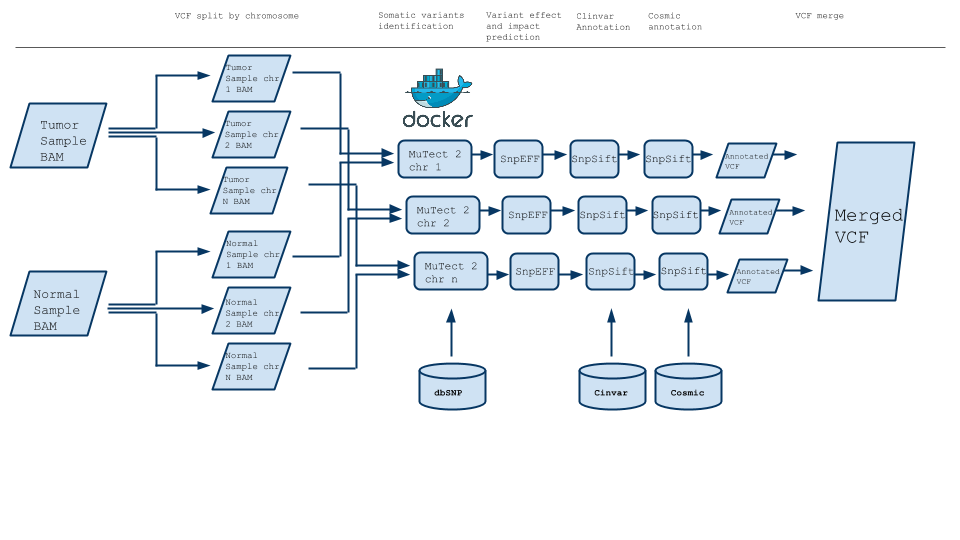 VCF split by chromosome
Somatic variants
identification
Variant effect
and impact
prediction
Clinvar
Annotation
Cosmic
annotation
VCF merge
Tumor
Sample
BAM
Tumor
Sample chr
1 BAM
Tumor
Sample chr
2 BAM
Tumor
Sample chr
N BAM
Normal
Sample
BAM
Normal
Sample chr
1 BAM
Normal
Sample chr
2 BAM
Normal
Sample chr
N BAM
docker
MuTect 2
chr 1
SnpEFF
SnpSift
SnpSift
Annotated
VCF
MuTect 2
chr 2
SnpEFF
SnpSift
SnpSift
Annotated
VCF
MuTect 2
chr n
SnpEFF
SnpSift
SnpSift
Annotated
VCF
Merged
VCF
dbSNP
Cinvar
Cosmic